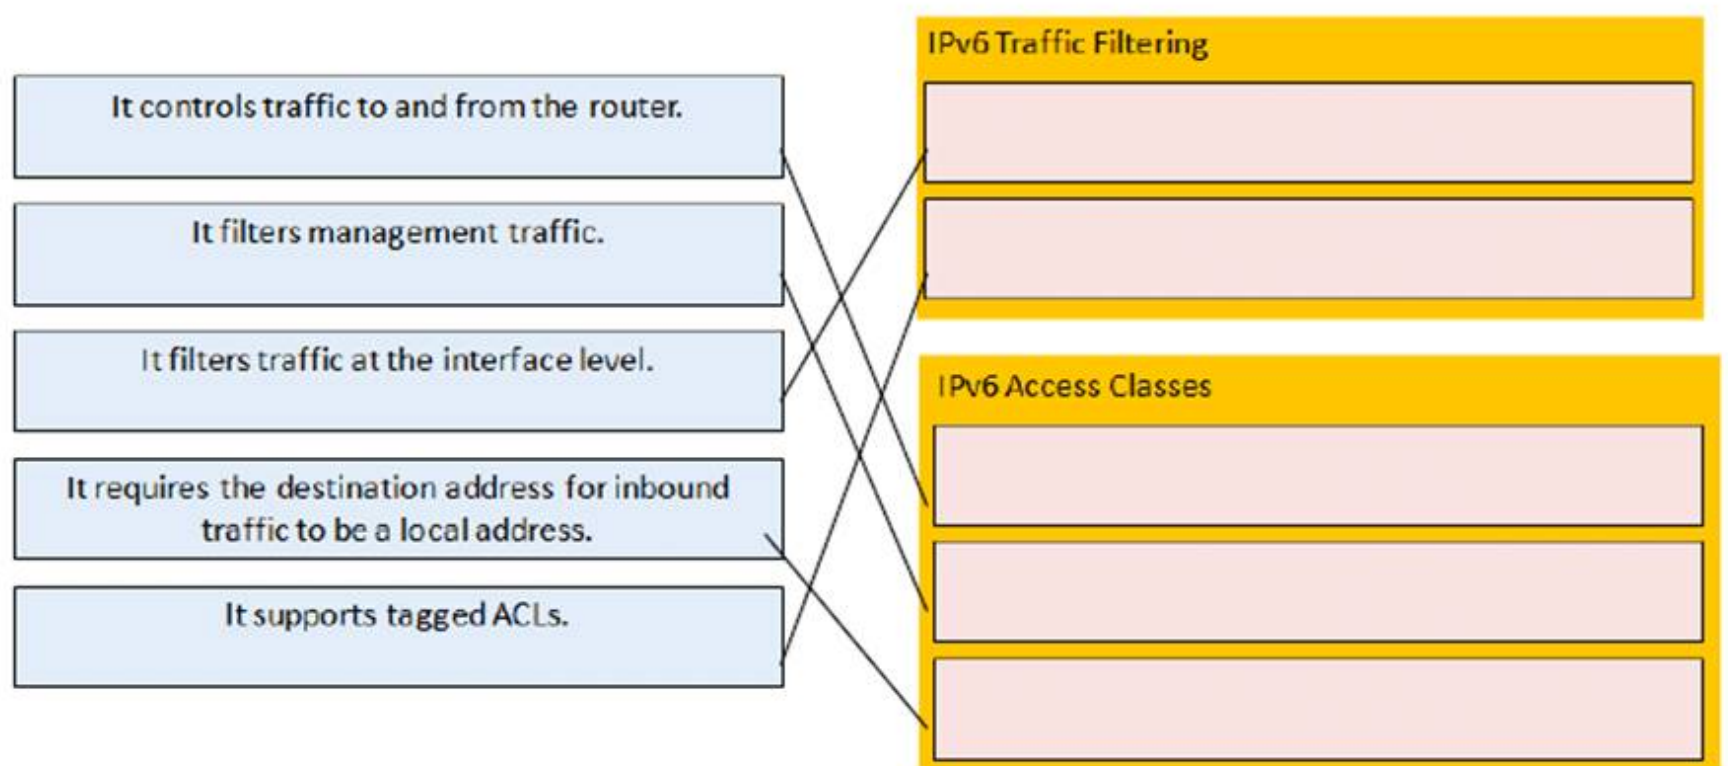 It controls traffic to and from the router.
It filters management traffic.
It filters traffic at the interface level.
It requires the destination address for inbound
traffic to be a local address.
It supports tagged ACLs.
IPv6 Traffic Filtering
IPv6 Access Classes